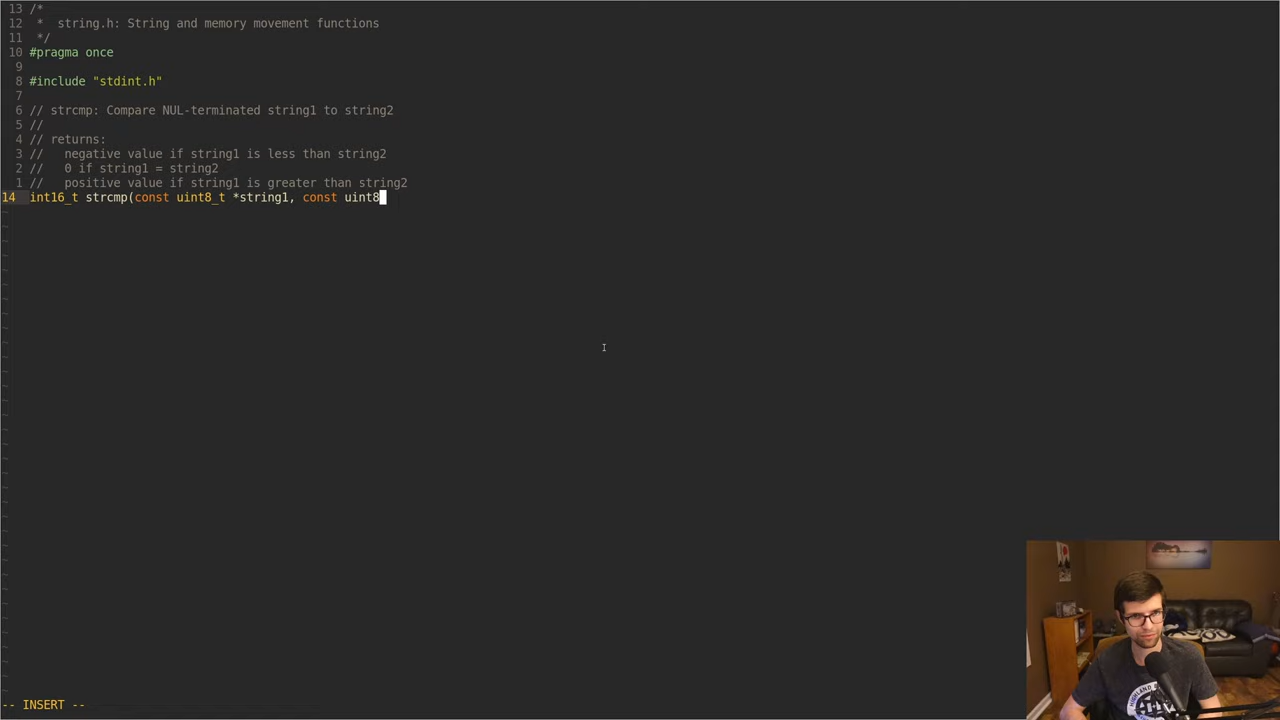 13 /*
12  *  string.h: String and memory movement functions
11  */
10 #pragma once
9
8 #include "stdint.h"
7
6 // strcmp: Compare NUL-terminated string1 to string2
5 //
4 // returns:
3 //   negative value if string1 is less than string2
2 //   0 if string1 = string2
1 //   positive value if string1 is greater than string2
14 int16_t strcmp(const uint8_t *string1, const uint8
-- INSERT --